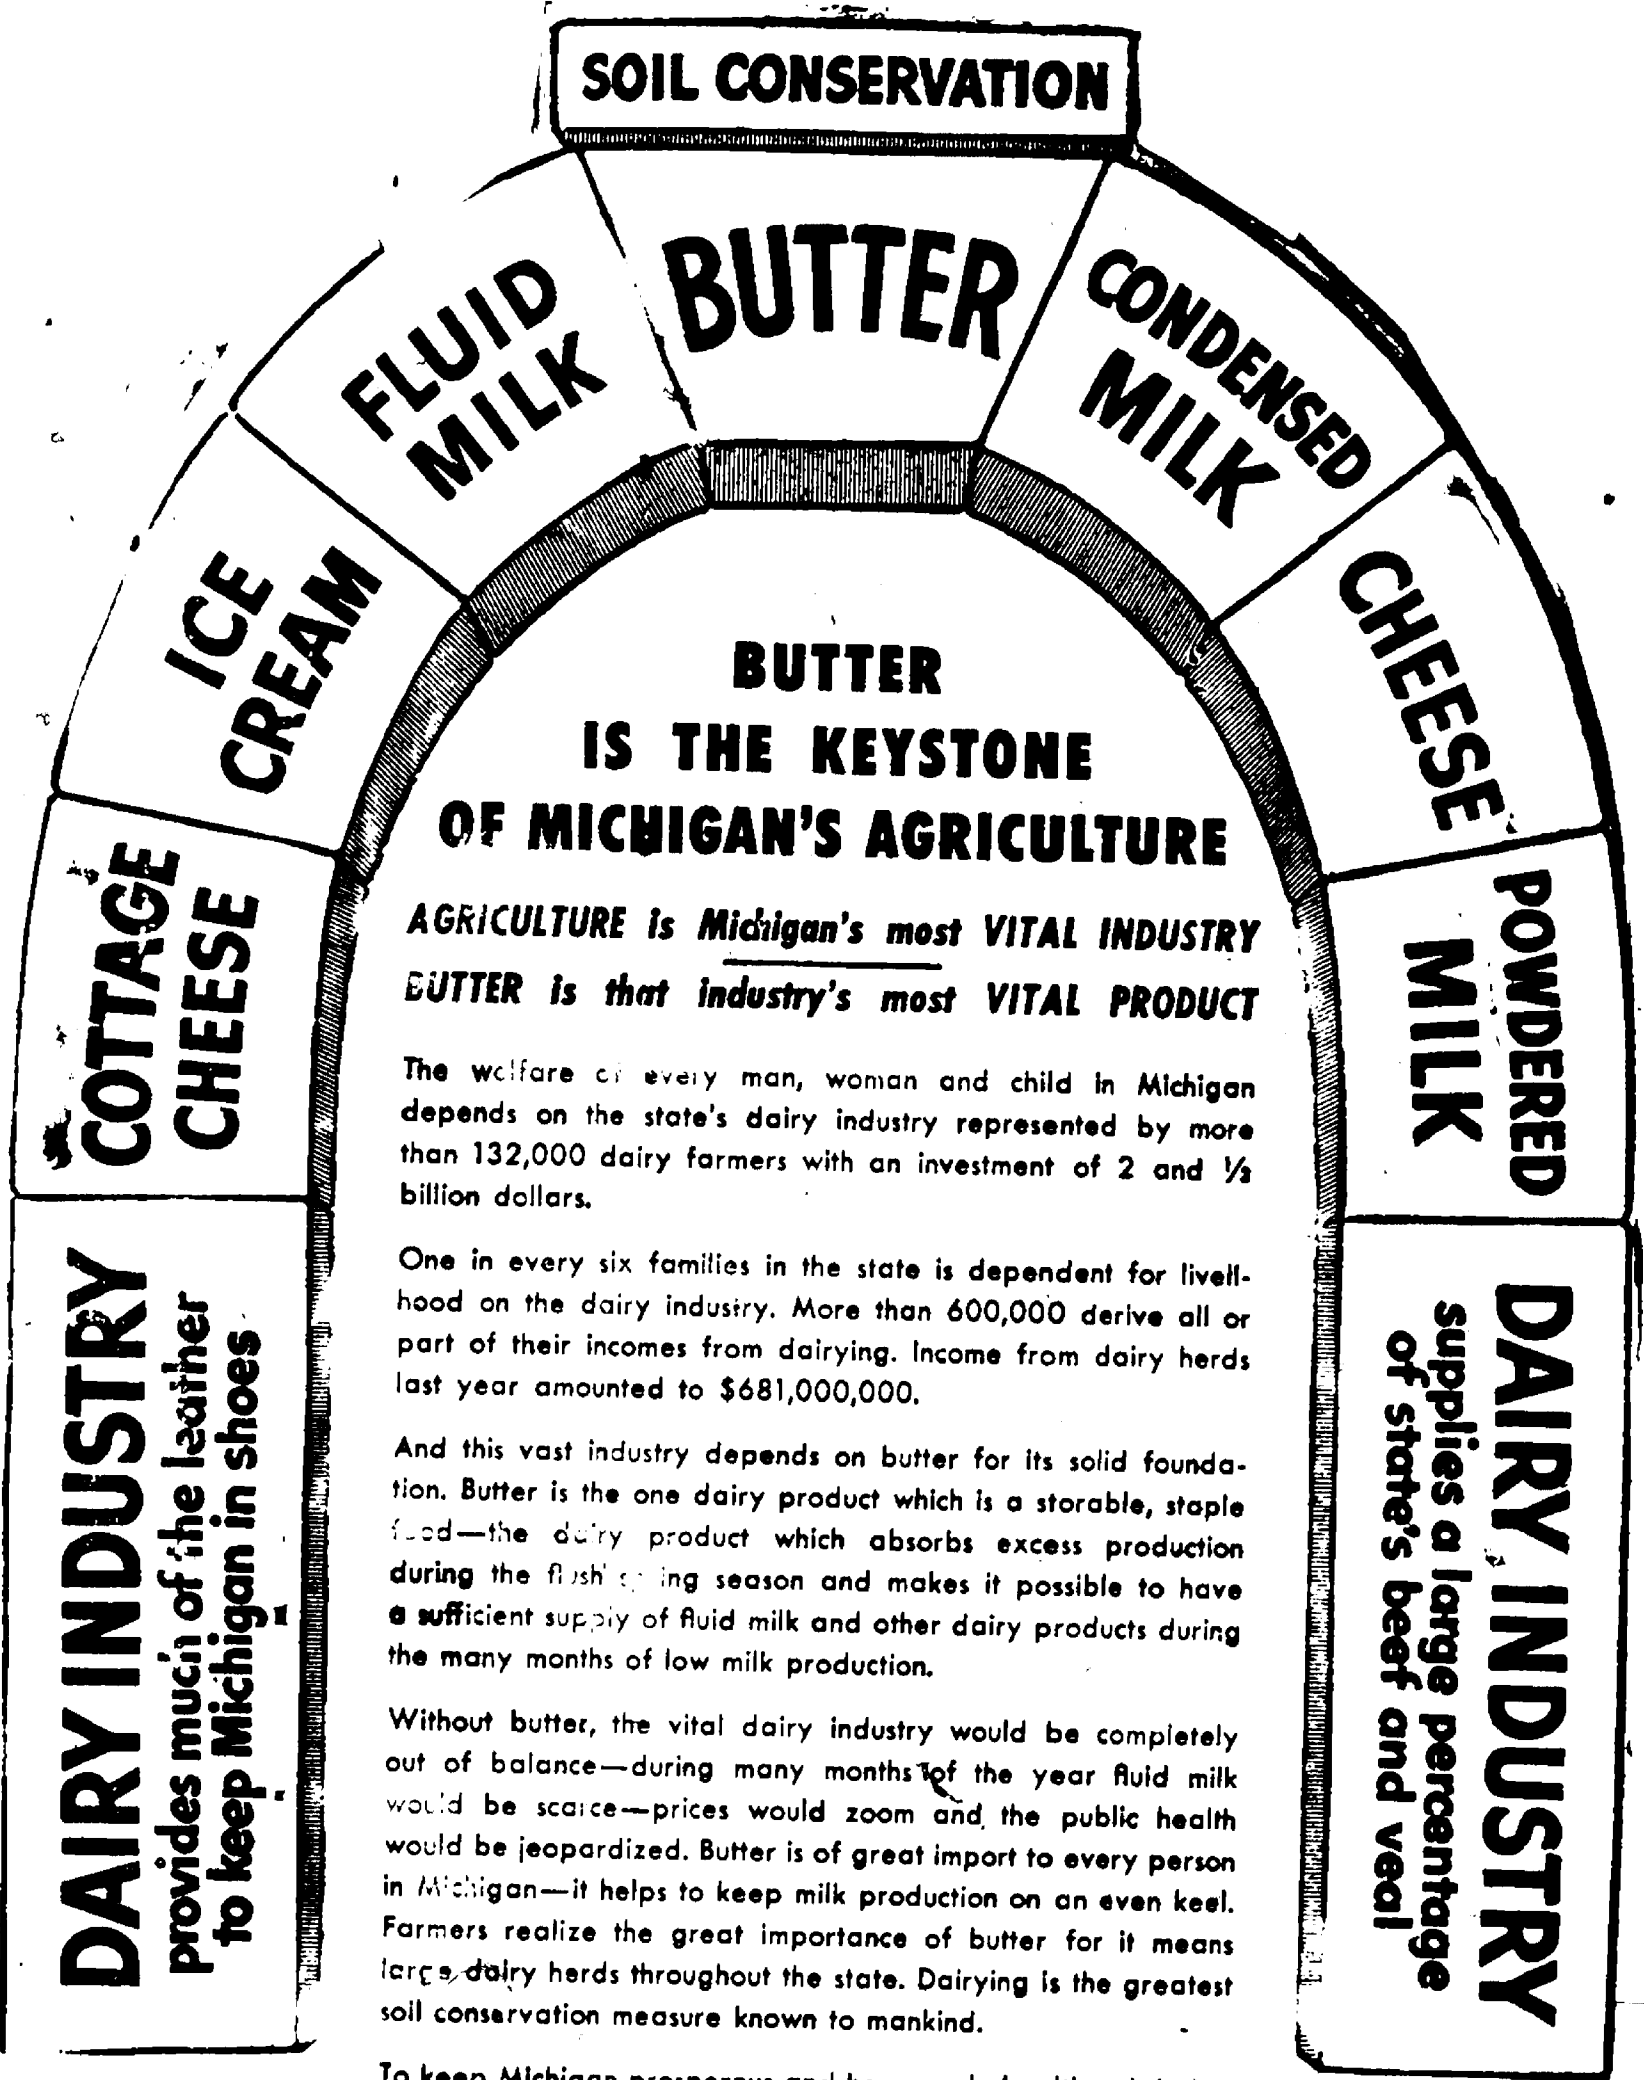 SOIL CONSERVATION
BUTTER
FLUID
MILK
CONDENSED
MILK
ICE
CREAM
CHEESE
COTTAGE
CHEESE
POWDERED
MILK
DAIRY INDUSTRY
provides much of the leather
to keep Michigan in shoes
DAIRY INDUSTRY
supplies a large percentage
of state's beef and veal
BUTTER
IS THE KEYSTONE
OF MICHIGAN'S AGRICULTURE
AGRICULTURE is Michigan's most VITAL INDUSTRY
BUTTER is that industry's most VITAL PRODUCT
The welfare of every man, woman and child in Michigan
depends on the state's dairy industry represented by more
than 132,000 dairy farmers with an investment of 2 and
billion dollars.
One in every six families in the state is dependent for liveli-
hood on the dairy industry. More than 600,000 derive all or
part of their incomes from dairying. Income from dairy herds
last year amounted to $681,000,000.
And this vast industry depends on butter for its solid founda-
tion. Butter is the one dairy product which is a storable, staple
food—the dairy product which absorbs excess production
during the flush spring season and makes it possible to have
a sufficient supply of fluid milk and other dairy products during
the many months of low milk production.
Without butter, the vital dairy industry would be completely
out of balance—during many months of the year fluid milk
would be scarce—prices would zoom and the public health
would be jeopardized. Butter is of great import to every person
in Michigan—it helps to keep milk production on an even keel.
Farmers realize the great importance of butter for it means
large dairy herds throughout the state. Dairying is the greatest
soil conservation measure known to mankind.
To keep Michigan prosperous and